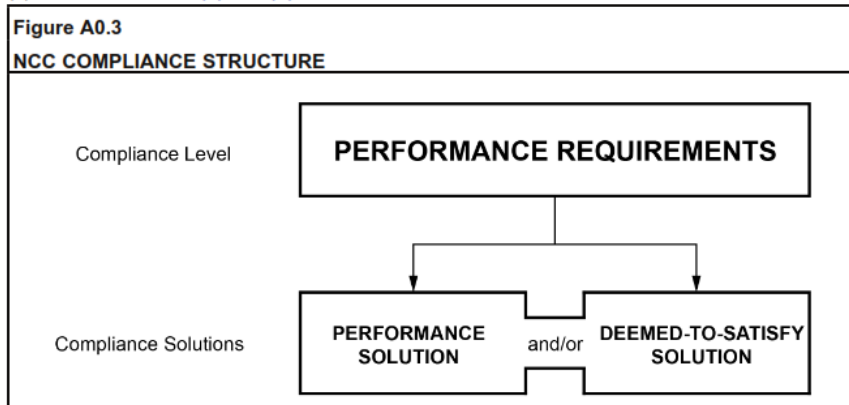 Figure A0.3
NCC COMPLIANCE STRUCTURE
Compliance Level
PERFORMANCE REQUIREMENTS
Compliance Solutions
PERFORMANCE
SOLUTION
and/or
DEEMED-TO-SATISFY
SOLUTION